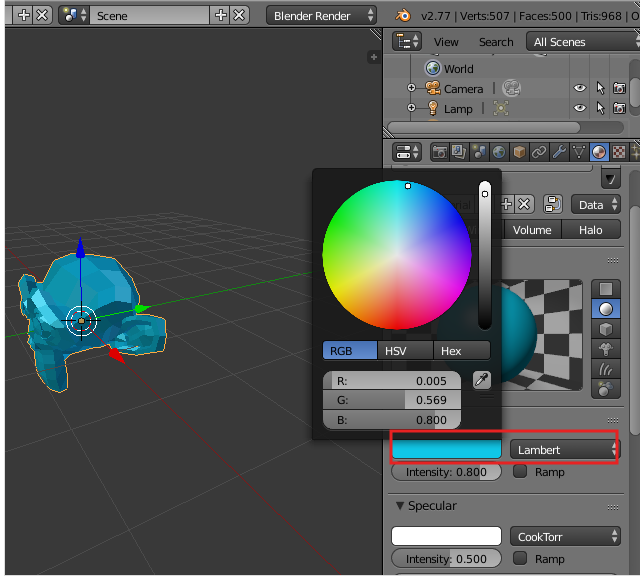 Scene
Blender Render
v2.77 | Verts:507 | Faces:500 | Tris:968 | O
View
Search
All Scenes
World
Camera |
Lamp |
Data
Volume
Halo
RGB
HSV
Hex
R: 0.005
G: 0.569
B: 0.800
Lambert
Intensity: 0.800
Ramp
Specular
CookTorr
Intensity: 0.500
Ramp